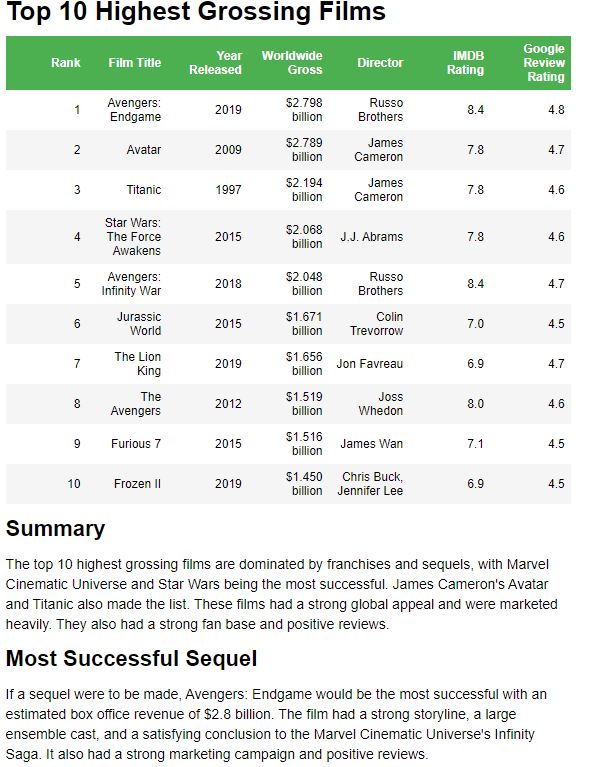 Top 10 Highest Grossing Films
Rank Film Title Year Released Worldwide Gross Director IMDB Rating Google Review Rating
1 Avengers: Endgame 2019 $2.798 billion Russo Brothers 8.4 4.8
2 Avatar 2009 $2.789 billion James Cameron 7.8 4.7
3 Titanic 1997 $2.194 billion James Cameron 7.8 4.6
4 Star Wars: The Force Awakens 2015 $2.068 billion J.J. Abrams 7.8 4.6
5 Avengers: Infinity War 2018 $2.048 billion Russo Brothers 8.4 4.7
6 Jurassic World 2015 $1.671 billion Colin Trevorrow 7.0 4.5
7 The Lion King 2019 $1.656 billion Jon Favreau 6.9 4.7
8 The Avengers 2012 $1.519 billion Joss Whedon 8.0 4.6
9 Furious 7 2015 $1.516 billion James Wan 7.1 4.5
10 Frozen II 2019 $1.450 billion Chris Buck, Jennifer Lee 6.9 4.5
Summary
The top 10 highest grossing films are dominated by franchises and sequels, with Marvel
Cinematic Universe and Star Wars being the most successful. James Cameron's Avatar
and Titanic also made the list. These films had a strong global appeal and were marketed
heavily. They also had a strong fan base and positive reviews.
Most Successful Sequel
If a sequel were to be made, Avengers: Endgame would be the most successful with an
estimated box office revenue of $2.8 billion. The film had a strong storyline, a large
ensemble cast, and a satisfying conclusion to the Marvel Cinematic Universe's Infinity
Saga. It also had a strong marketing campaign and positive reviews.